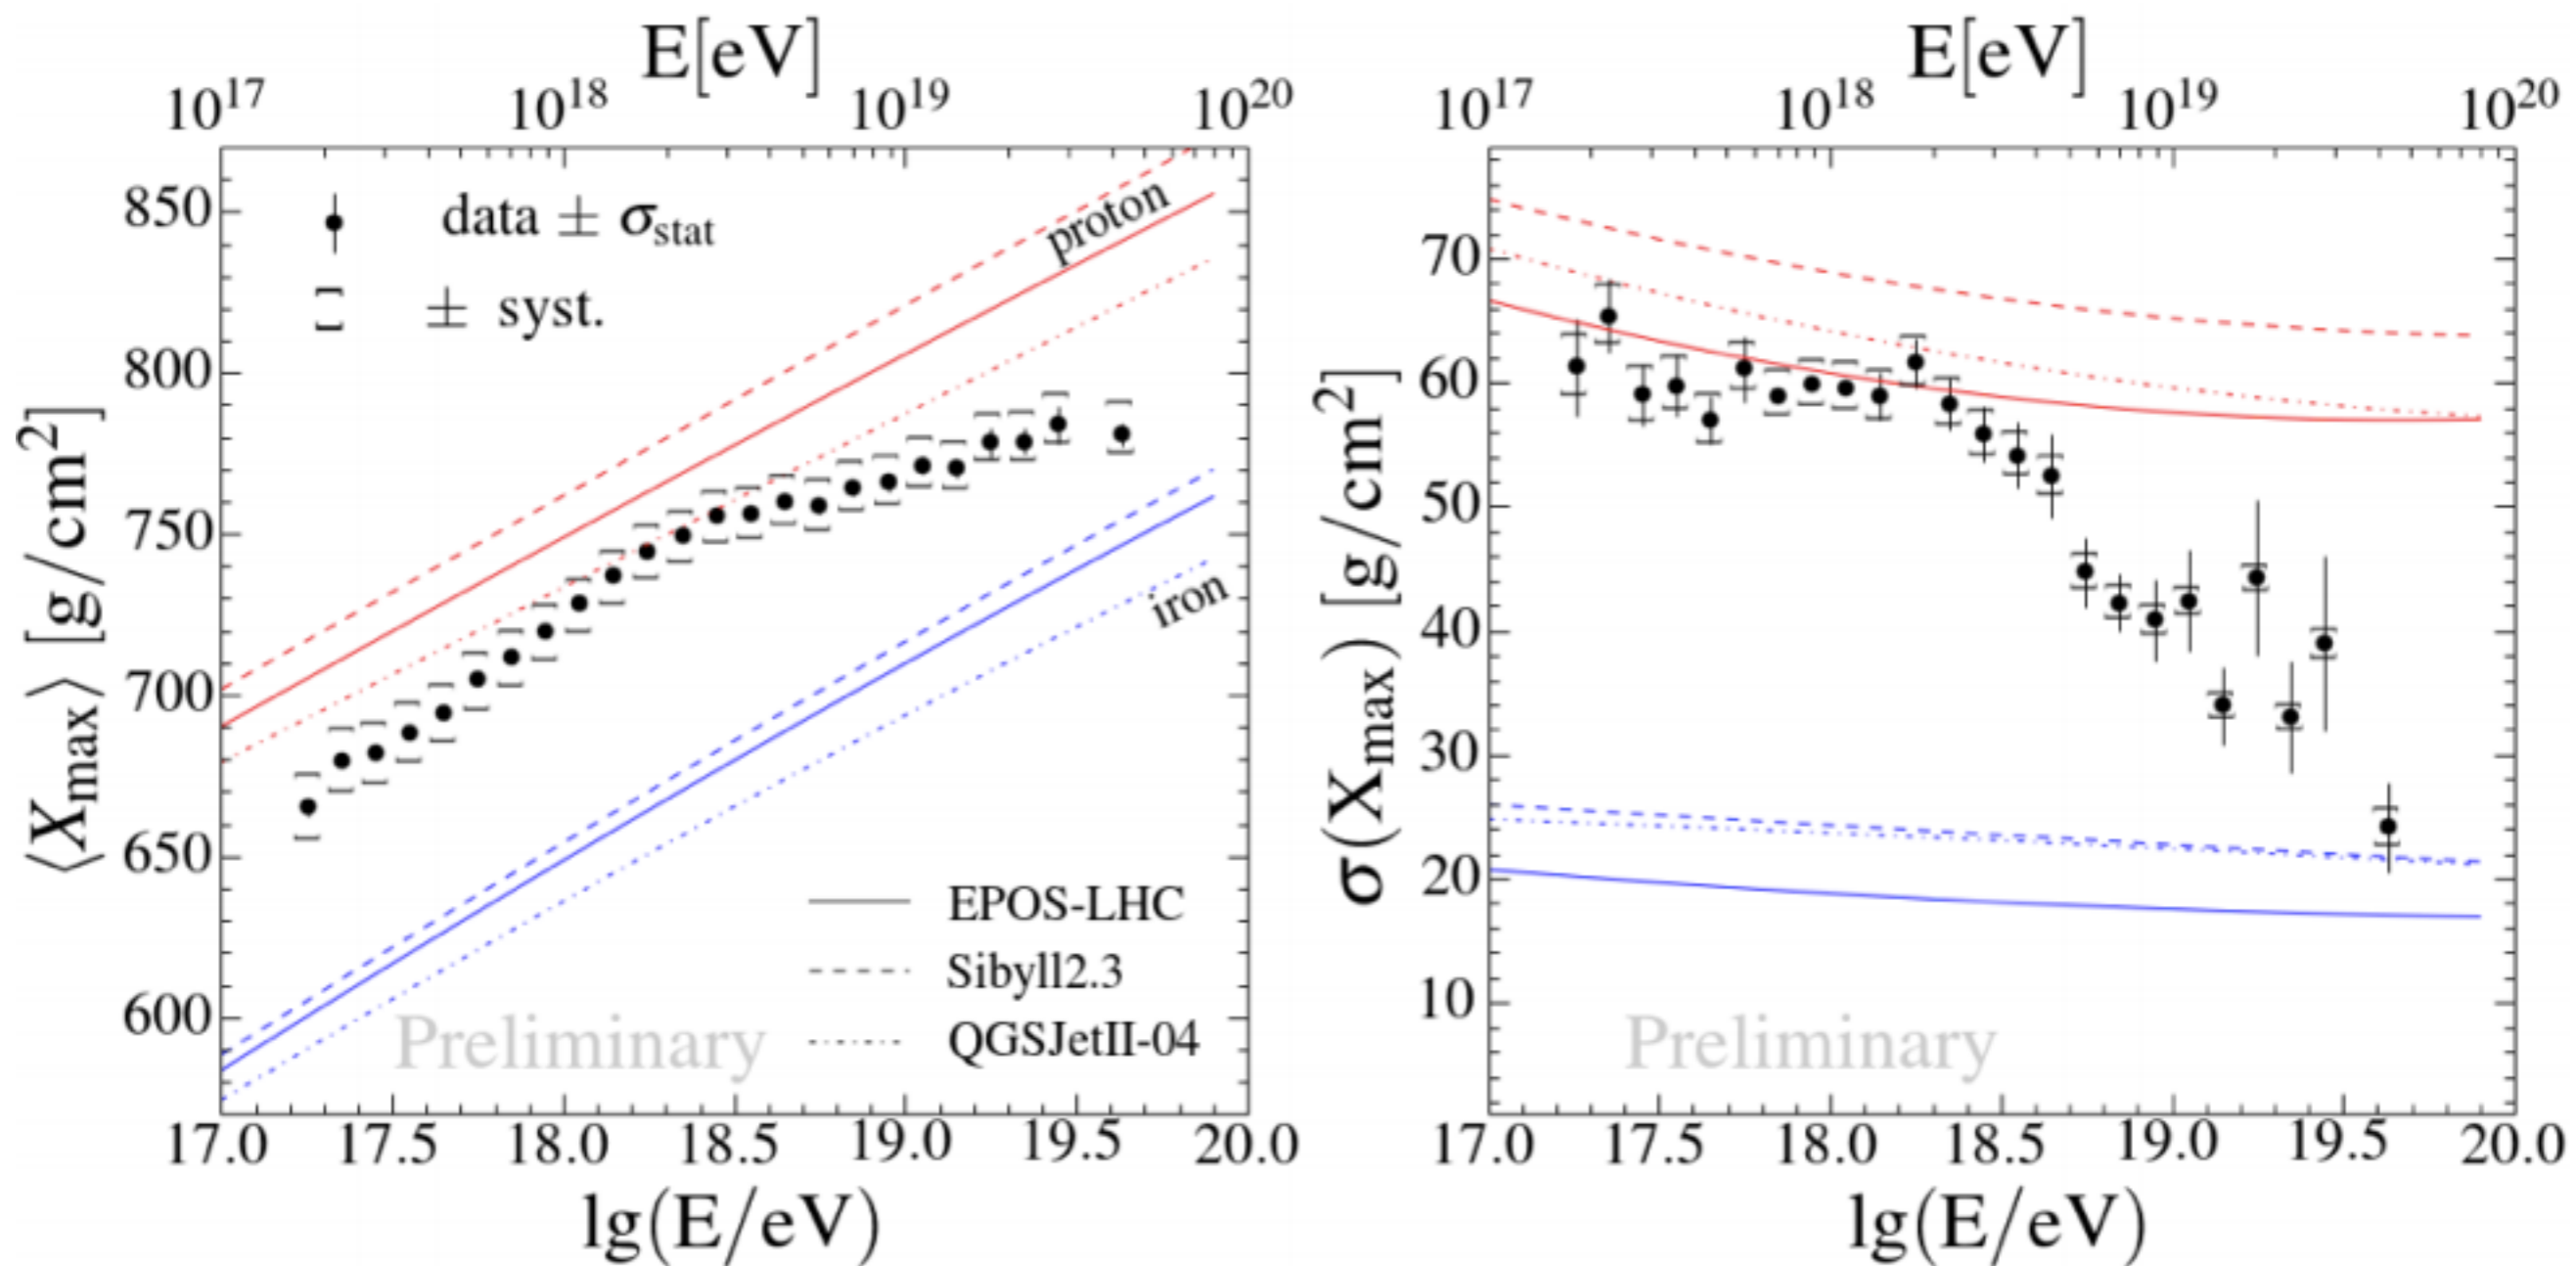 E[eV]
10^17 10^18 10^19 10^20
850
800
750
700
650
600
⟨X_max⟩ [g/cm^2]
data ± σ_stat
± syst.
proton
iron
EPOS-LHC
Sibyll2.3
QGSJetII-04
Preliminary
17.0 17.5 18.0 18.5 19.0 19.5 20.0
lg(E/eV)
E[eV]
10^17 10^18 10^19 10^20
70
60
50
40
30
20
10
σ(X_max) [g/cm^2]
Preliminary
17.0 17.5 18.0 18.5 19.0 19.5 20.0
lg(E/eV)